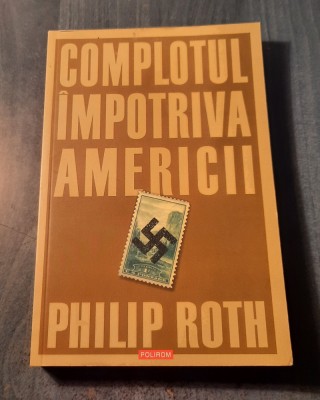 COMPLOTUL
ÎMPOTRIVA
AMERICII
PHILIP ROTH
POLIROM